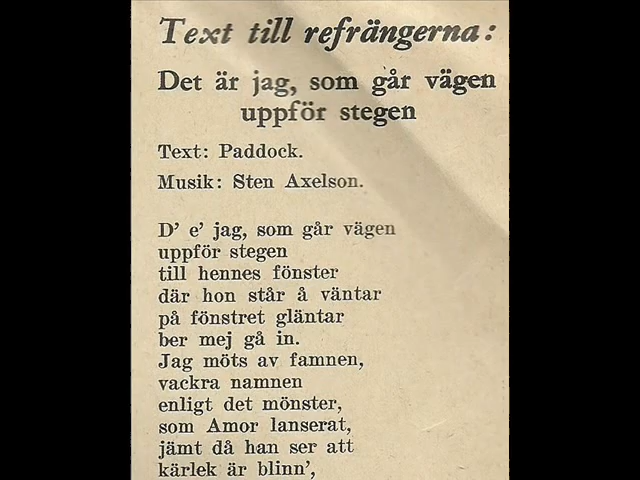 Text till refrängerna:
Det är jag, som går vägen
uppför stegen
Text: Paddock.
Musik: Sten Axelson.
D' e' jag, som går vägen
uppför stegen
till hennes fönster
där hon står å väntar
på fönstret gläntar
ber mej gå in.
Jag möts av famnen,
vackra namnen
enligt det mönster,
som Amor lanserat,
jämt då han ser att
kärlek är blinn',